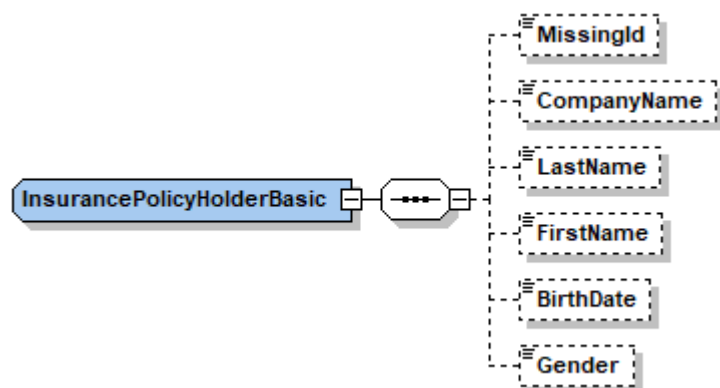 MissingId
CompanyName
LastName
InsurancePolicyHolderBasic
FirstName
BirthDate
Gender